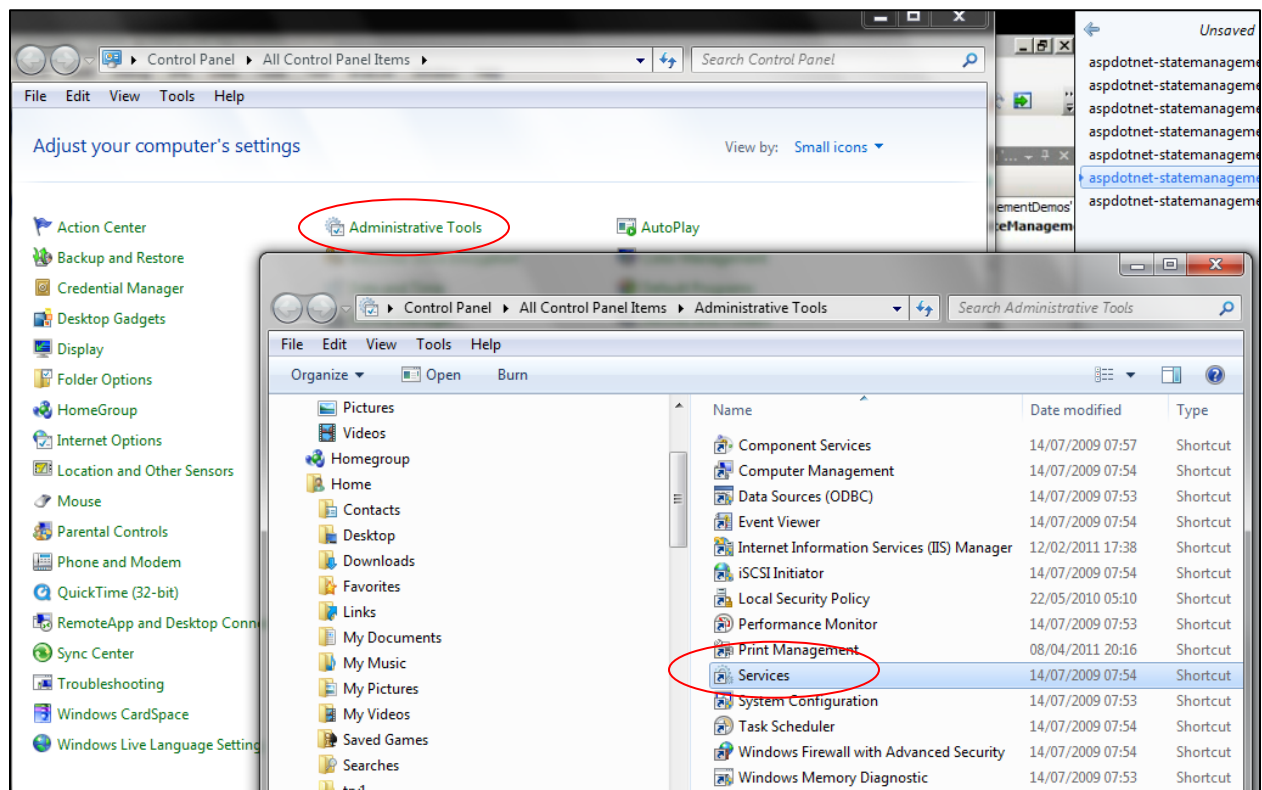 Control Panel ▸ All Control Panel Items ▸
Search Control Panel
File Edit View Tools Help
Adjust your computer's settings
View by: Small icons
Action Center
Administrative Tools
AutoPlay
Backup and Restore
Credential Manager
Desktop Gadgets
Display
Folder Options
HomeGroup
Internet Options
Location and Other Sensors
Mouse
Parental Controls
Phone and Modem
QuickTime (32-bit)
RemoteApp and Desktop Conn
Sync Center
Troubleshooting
Windows CardSpace
Windows Live Language Setting
Unsaved
aspdotnet-statemanageme
aspdotnet-statemanageme
aspdotnet-statemanageme
aspdotnet-statemanageme
aspdotnet-statemanageme
aspdotnet-statemanageme
aspdotnet-statemanageme
ementDemos'
teManagem
Control Panel ▸ All Control Panel Items ▸ Administrative Tools
Search Administrative Tools
File Edit View Tools Help
Organize Open Burn
Pictures
Videos
Homegroup
Home
Contacts
Desktop
Downloads
Favorites
Links
My Documents
My Music
My Pictures
My Videos
Saved Games
Searches
Name Date modified Type
Component Services 14/07/2009 07:57 Shortcut
Computer Management 14/07/2009 07:54 Shortcut
Data Sources (ODBC) 14/07/2009 07:53 Shortcut
Event Viewer 14/07/2009 07:54 Shortcut
Internet Information Services (IIS) Manager 12/02/2011 17:38 Shortcut
iSCSI Initiator 14/07/2009 07:54 Shortcut
Local Security Policy 22/05/2010 05:10 Shortcut
Performance Monitor 14/07/2009 07:53 Shortcut
Print Management 08/04/2011 20:16 Shortcut
Services 14/07/2009 07:54 Shortcut
System Configuration 14/07/2009 07:53 Shortcut
Task Scheduler 14/07/2009 07:54 Shortcut
Windows Firewall with Advanced Security 14/07/2009 07:54 Shortcut
Windows Memory Diagnostic 14/07/2009 07:53 Shortcut